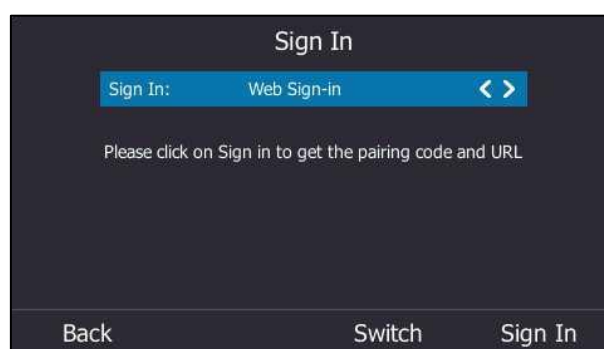 Sign In
Sign In: Web Sign-in
Please click on Sign in to get the pairing code and URL
Back Switch Sign In